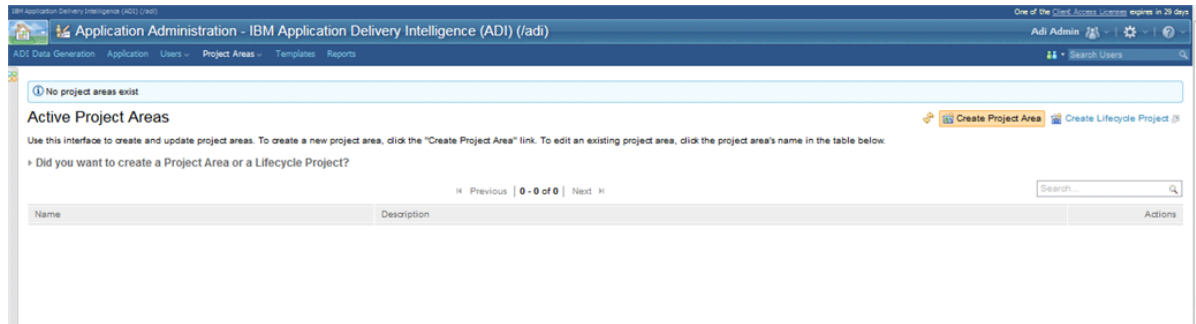 IBM Application Delivery Intelligence (ADI) (/adi)
One of the Client Access Licenses expires in 29 days
Application Administration - IBM Application Delivery Intelligence (ADI) (/adi)
Adi Admin
ADI Data Generation Application Users Project Areas Templates Reports
Search Users
No project areas exist
Active Project Areas
Create Project Area Create Lifecycle Project
Use this interface to create and update project areas. To create a new project area, click the "Create Project Area" link. To edit an existing project area, click the project area's name in the table below.
Did you want to create a Project Area or a Lifecycle Project?
Previous | 0 - 0 of 0 | Next
Search...
Name Description Actions